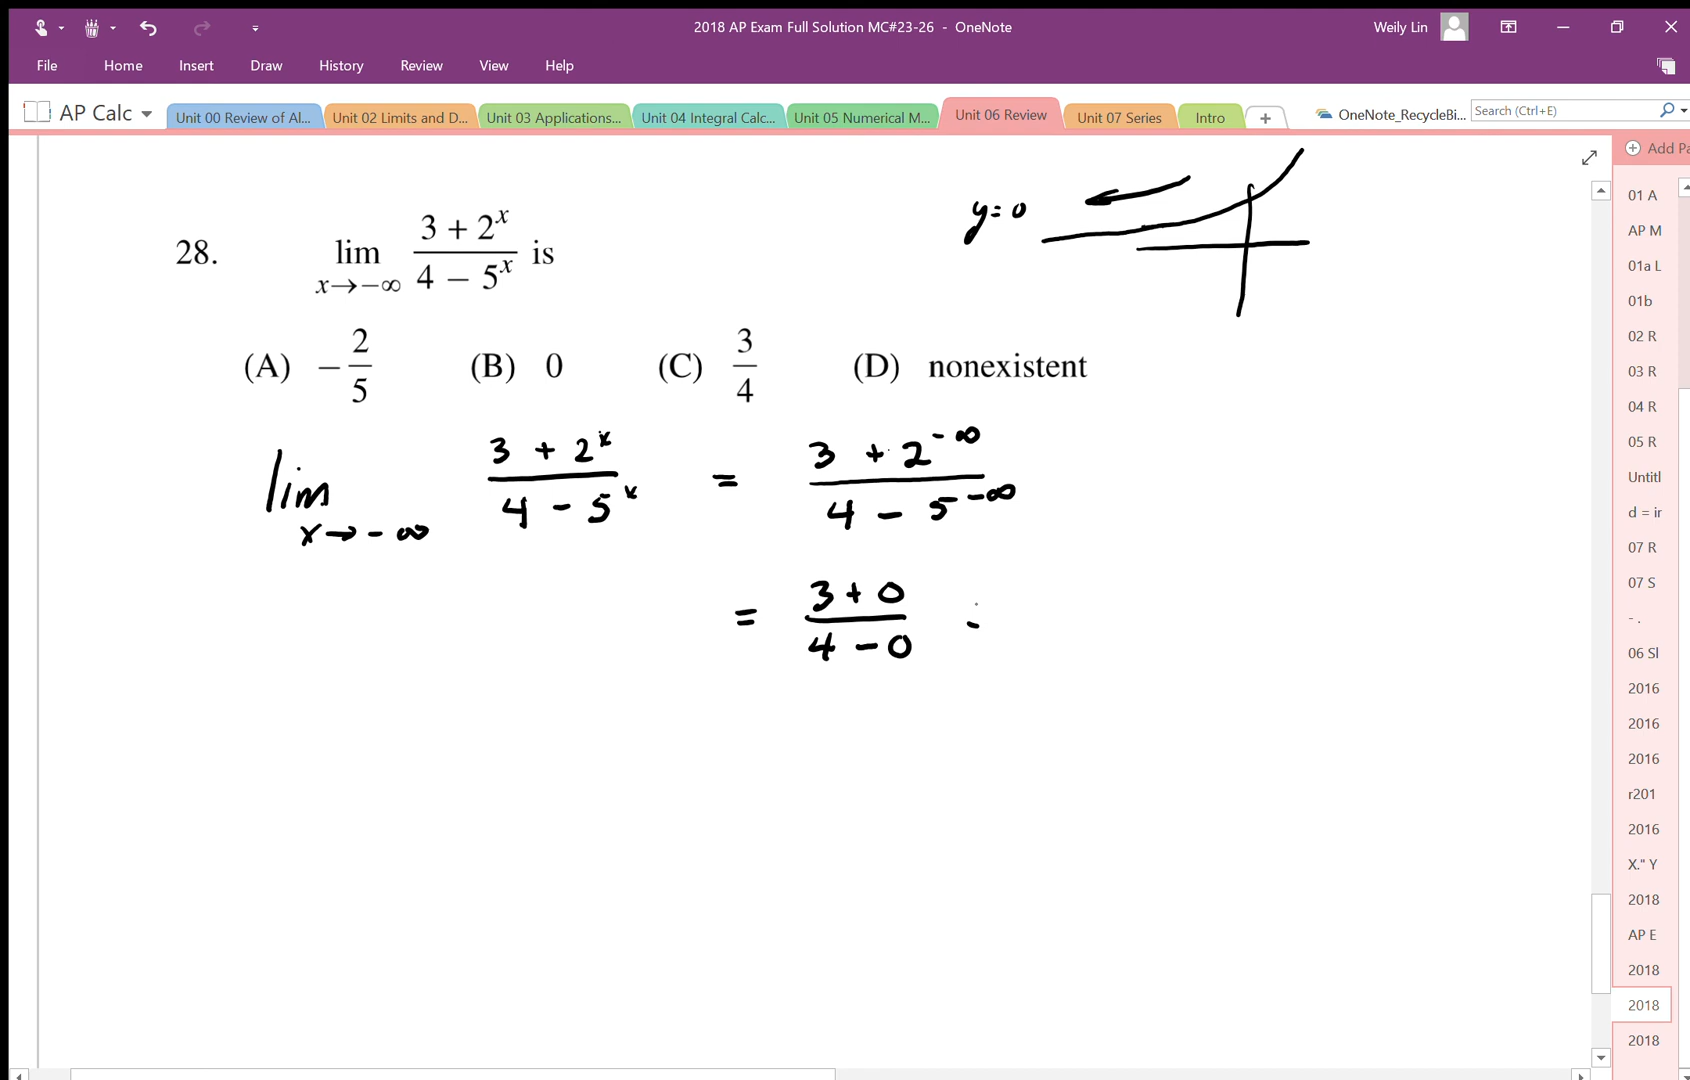 2018 AP Exam Full Solution MC#23-26 - OneNote
Weily Lin
File Home Insert Draw History Review View Help
AP Calc
Unit 00 Review of Al... Unit 02 Limits and D... Unit 03 Applications... Unit 04 Integral Calc... Unit 05 Numerical M... Unit 06 Review Unit 07 Series Intro +
OneNote_RecycleBi...
Search (Ctrl+E)
Add Pa
28. lim x→−∞ (3 + 2^x)/(4 − 5^x) is
y = 0
(A) −2/5 (B) 0 (C) 3/4 (D) nonexistent
lim x→−∞ (3 + 2^x)/(4 − 5^x) = (3 + 2^−∞)/(4 − 5^−∞)
= (3 + 0)/(4 − 0) =
01 A
AP M
01a L
01b
02 R
03 R
04 R
05 R
Untitl
d = ir
07 R
07 S
- .
06 Sl
2016
2016
2016
r201
2016
X." Y
2018
AP E
2018
2018
2018